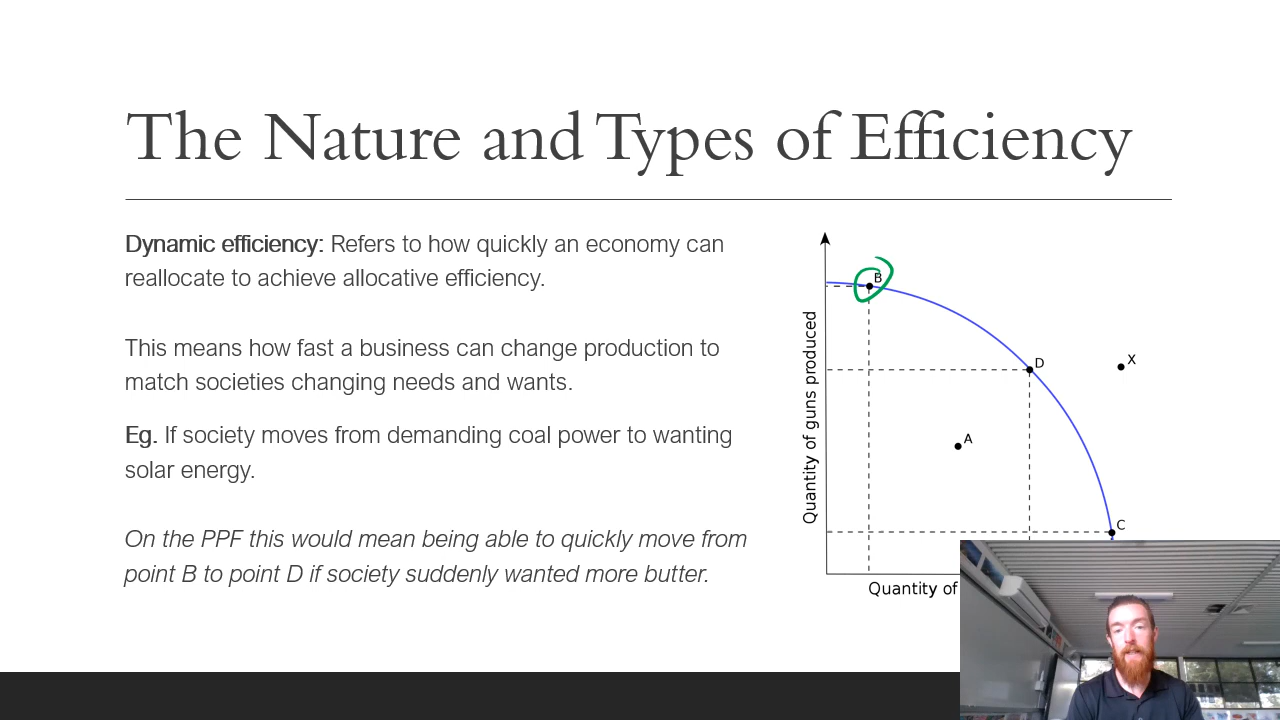 The Nature and Types of Efficiency
Dynamic efficiency: Refers to how quickly an economy can
reallocate to achieve allocative efficiency.
This means how fast a business can change production to
match societies changing needs and wants.
Eg. If society moves from demanding coal power to wanting
solar energy.
On the PPF this would mean being able to quickly move from
point B to point D if society suddenly wanted more butter.
Quantity of guns produced
B
D
X
A
C
Quantity of